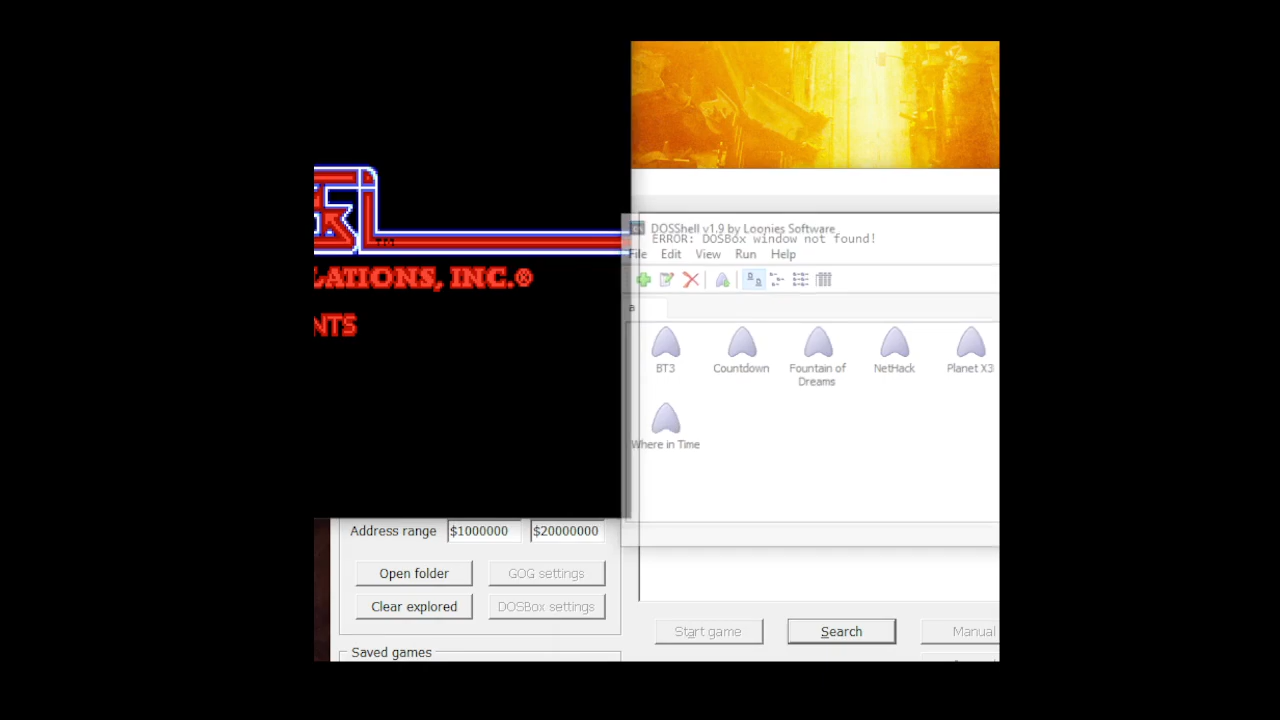 TM
LATIONS, INC.®
NTS
DOSShell v1.9 by Loonies Software
ERROR: DOSBox window not found!
File Edit View Run Help
a
BT3 Countdown Fountain of Dreams NetHack Planet X3
Where in Time
Address range $1000000 $20000000
Open folder GOG settings
Clear explored DOSBox settings
Start game Search Manual
Saved games